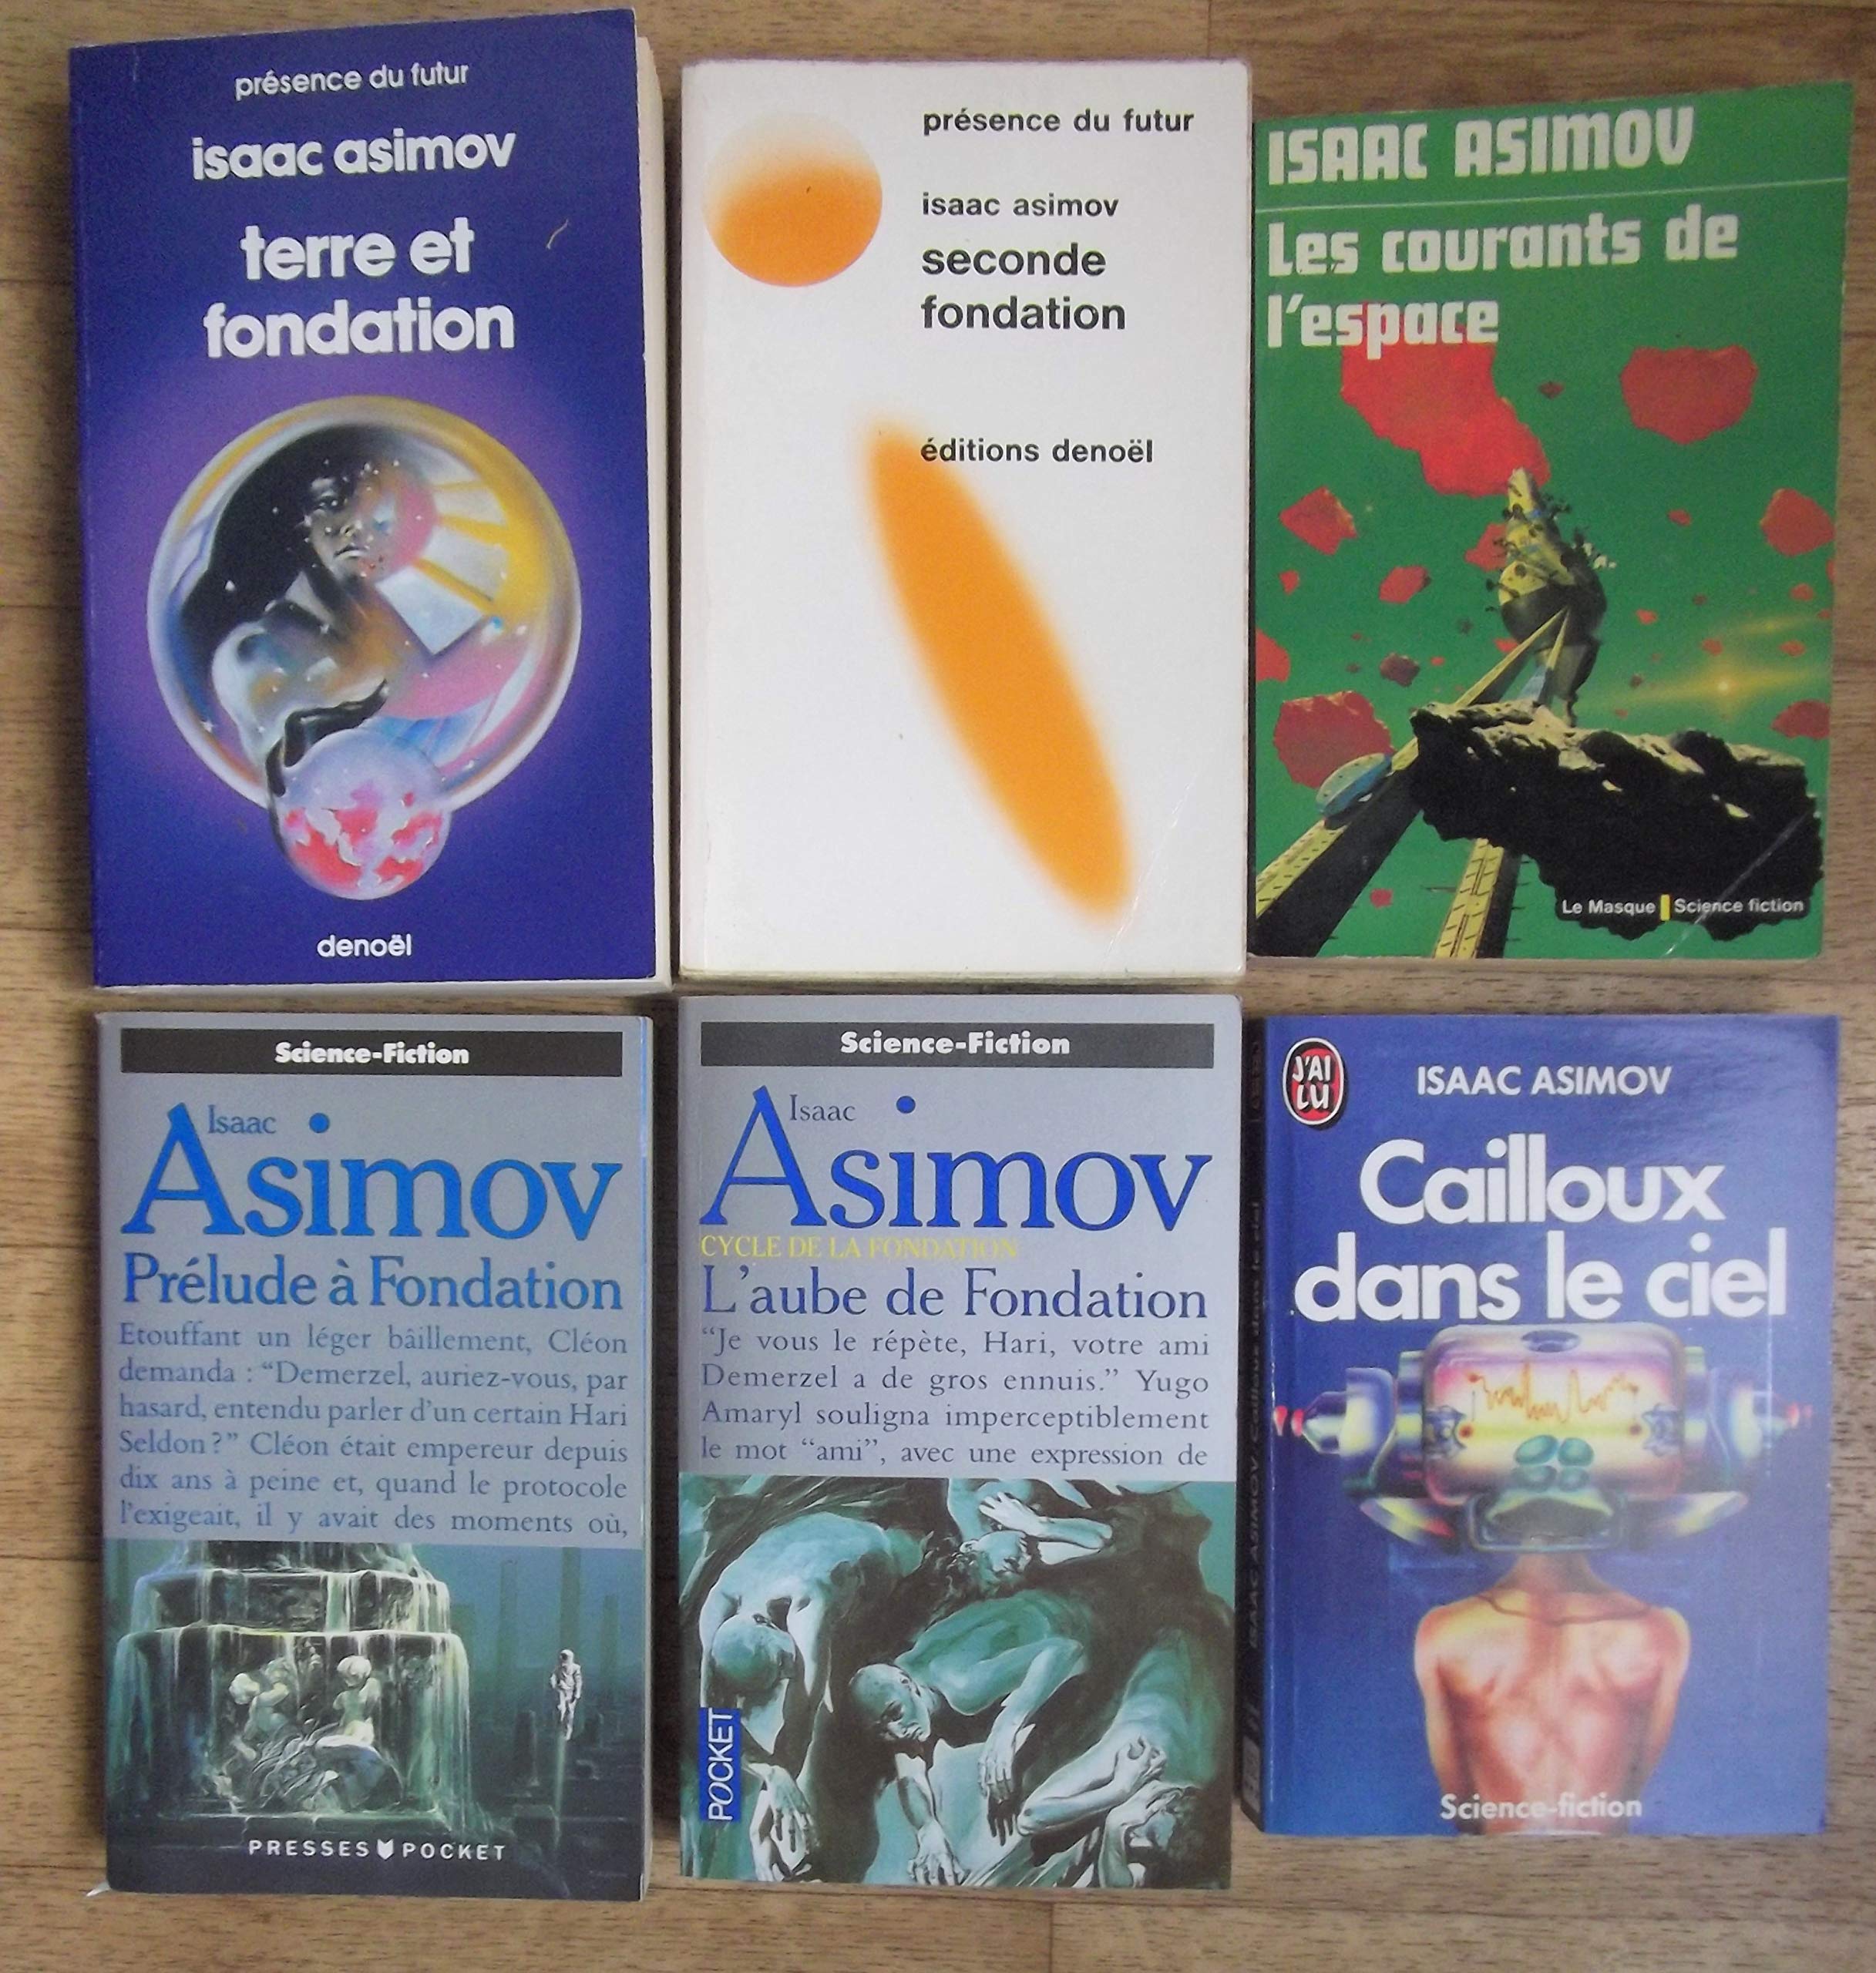 présence du futur
isaac asimov
terre et
fondation
denoël
présence du futur
isaac asimov
seconde
fondation
éditions denoël
ISAAC ASIMOV
Les courants de
l'espace
Le Masque Science fiction
Science-Fiction
Isaac
Asimov
Prélude à Fondation
Etouffant un léger bâillement, Cléon
demanda : “Demerzel, auriez-vous, par
hasard, entendu parler d'un certain Hari
Seldon?” Cléon était empereur depuis
dix ans à peine et, quand le protocole
l'exigeait, il y avait des moments où,
PRESSES POCKET
Science-Fiction
Isaac
Asimov
CYCLE DE LA FONDATION
L'aube de Fondation
“Je vous le répète, Hari, votre ami
Demerzel a de gros ennuis.” Yugo
Amaryl souligna imperceptiblement
le mot “ami”, avec une expression de
POCKET
J'AI
LU
ISAAC ASIMOV
Cailloux
dans le ciel
Science-fiction
ISAAC ASIMOV Cailloux dans le ciel